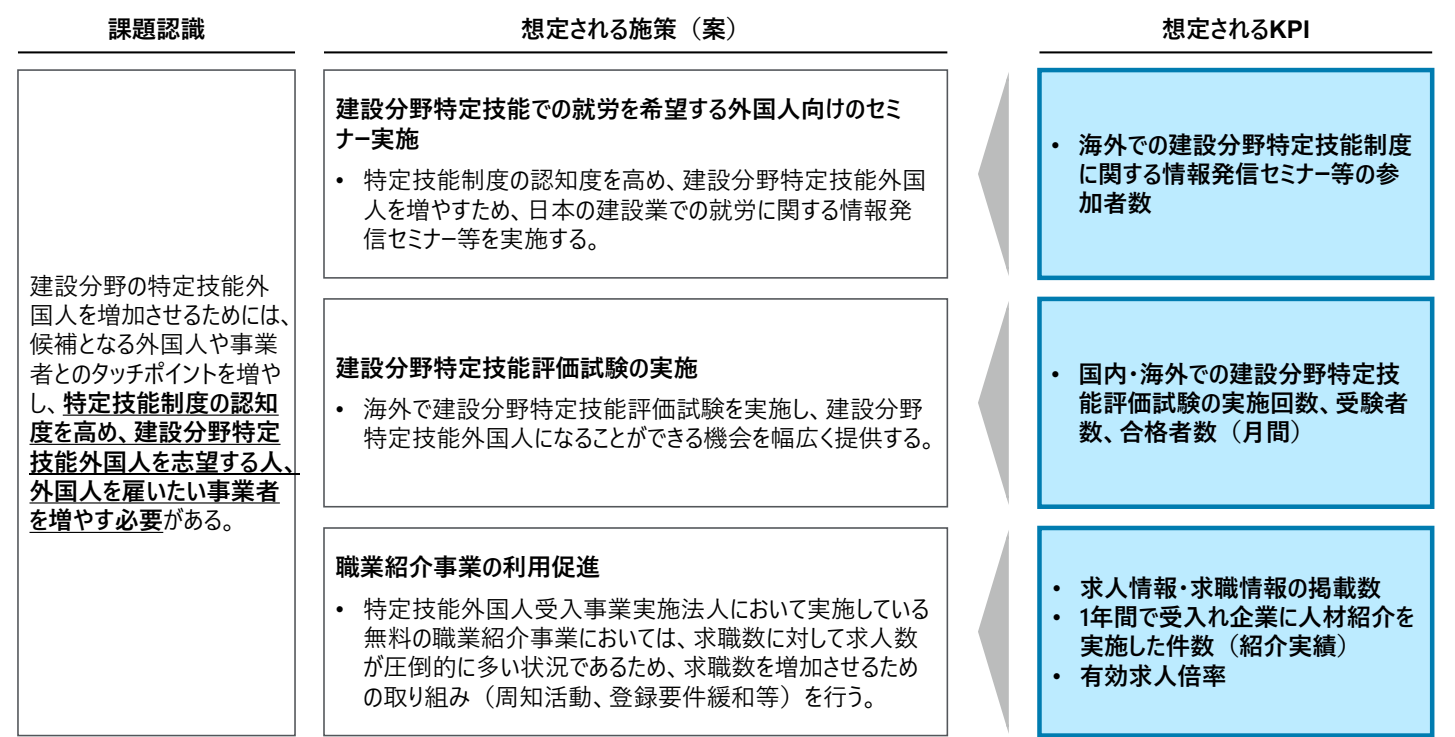 課題認識
想定される施策（案）
想定されるKPI
建設分野の特定技能外
国人を増加させるためには、
候補となる外国人や事業
者とのタッチポイントを増や
し、特定技能制度の認知
度を高め、建設分野特定
技能外国人を志望する人、
外国人を雇いたい事業者
を増やす必要がある。
建設分野特定技能での就労を希望する外国人向けのセミ
ナー実施
• 特定技能制度の認知度を高め、建設分野特定技能外国
人を増やすため、日本の建設業での就労に関する情報発
信セミナー等を実施する。
• 海外での建設分野特定技能制度
に関する情報発信セミナー等の参
加者数
建設分野特定技能評価試験の実施
• 海外で建設分野特定技能評価試験を実施し、建設分野
特定技能外国人になることができる機会を幅広く提供する。
• 国内・海外での建設分野特定技
能評価試験の実施回数、受験者
数、合格者数（月間）
職業紹介事業の利用促進
• 特定技能外国人受入事業実施法人において実施している
無料の職業紹介事業においては、求職数に対して求人数
が圧倒的に多い状況であるため、求職数を増加させるため
の取り組み（周知活動、登録要件緩和等）を行う。
• 求人情報・求職情報の掲載数
• 1年間で受入れ企業に人材紹介を
実施した件数（紹介実績）
• 有効求人倍率